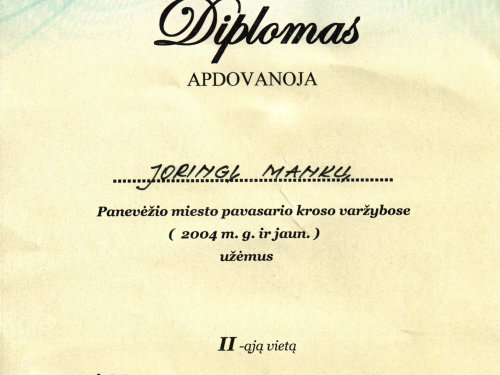 Diplomas
APDOVANOJA
JORINGĮ MANKŲ
Panevėžio miesto pavasario kroso varžybose
( 2004 m. g. ir jaun. )
užėmus
II -ąją vietą